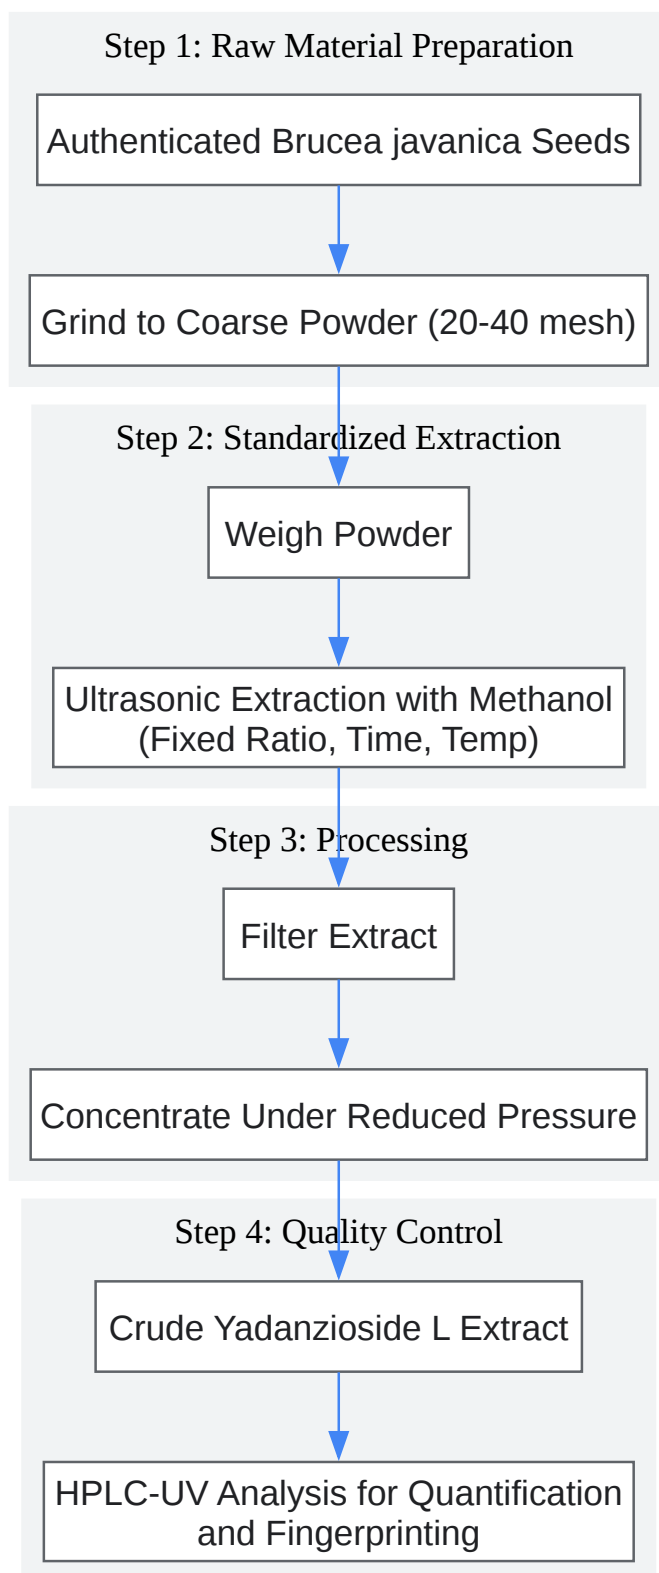 Step 1: Raw Material Preparation
Authenticated Brucea javanica Seeds
Grind to Coarse Powder (20-40 mesh)
Step 2: Standardized Extraction
Weigh Powder
Ultrasonic Extraction with Methanol
(Fixed Ratio, Time, Temp)
Step 3: Processing
Filter Extract
Concentrate Under Reduced Pressure
Step 4: Quality Control
Crude Yadanzioside L Extract
HPLC-UV Analysis for Quantification
and Fingerprinting